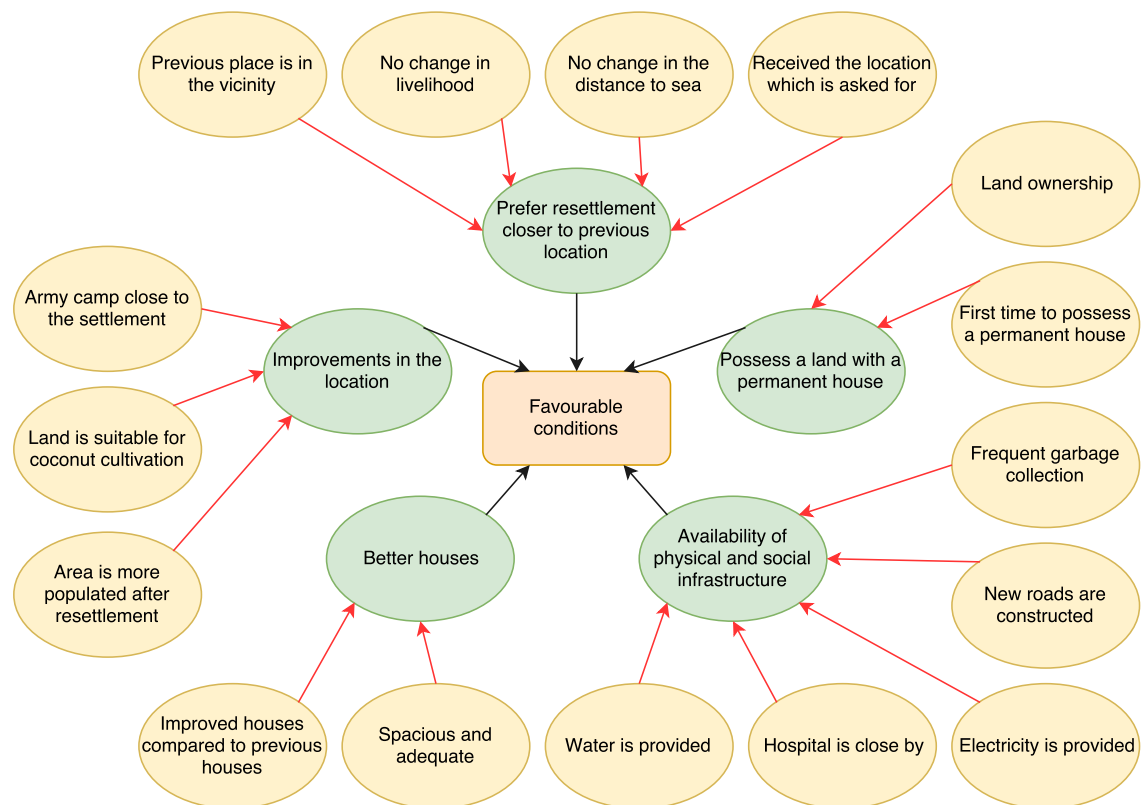 Previous place is in
the vicinity
No change in
livelihood
No change in the
distance to sea
Received the location
which is asked for
Land ownership
Prefer resettlement
closer to previous
location
Army camp close to
the settlement
First time to possess
a permanent house
Improvements in the
location
Possess a land with a
permanent house
Favourable
conditions
Land is suitable for
coconut cultivation
Frequent garbage
collection
Better houses
Availability of
physical and social
infrastructure
Area is more
populated after
resettlement
New roads are
constructed
Improved houses
compared to previous
houses
Spacious and
adequate
Water is provided
Hospital is close by
Electricity is provided